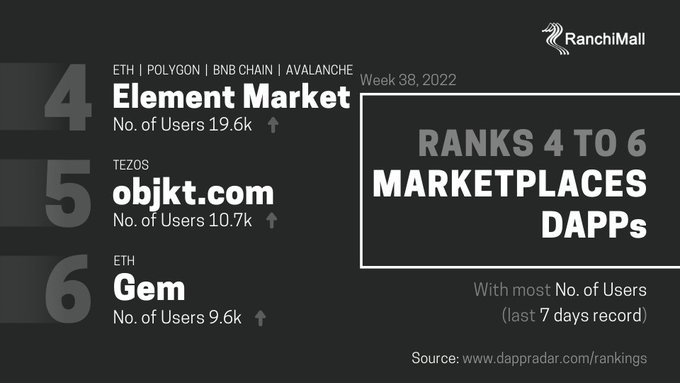 RanchiMall
4
ETH | POLYGON | BNB CHAIN | AVALANCHE
Element Market
No. of Users 19.6k
5
TEZOS
objkt.com
No. of Users 10.7k
6
ETH
Gem
No. of Users 9.6k
Week 38, 2022
RANKS 4 TO 6
MARKETPLACES
DAPPs
With most No. of Users
(last 7 days record)
Source: www.dappradar.com/rankings